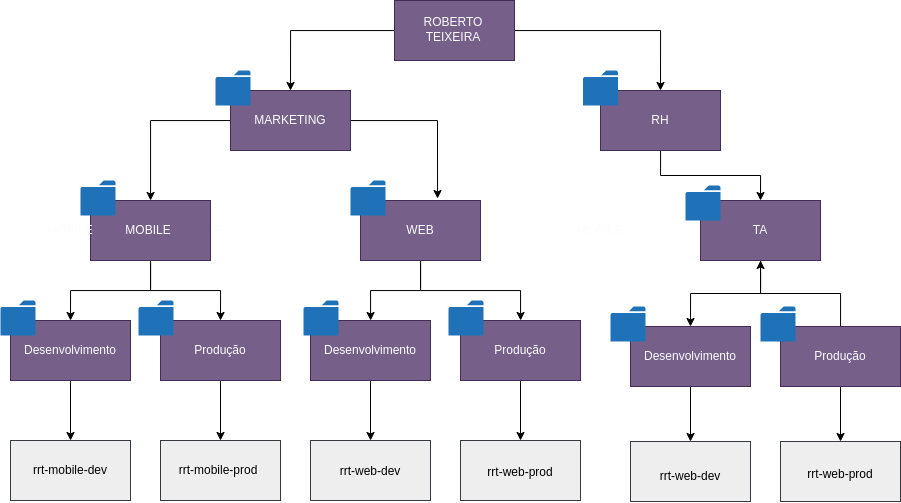 ROBERTO
TEIXEIRA
MARKETING
RH
MOBILE
WEB
TA
Desenvolvimento
Produção
Desenvolvimento
Produção
Desenvolvimento
Produção
rrt-mobile-dev
rrt-mobile-prod
rrt-web-dev
rrt-web-prod
rrt-web-dev
rrt-web-prod